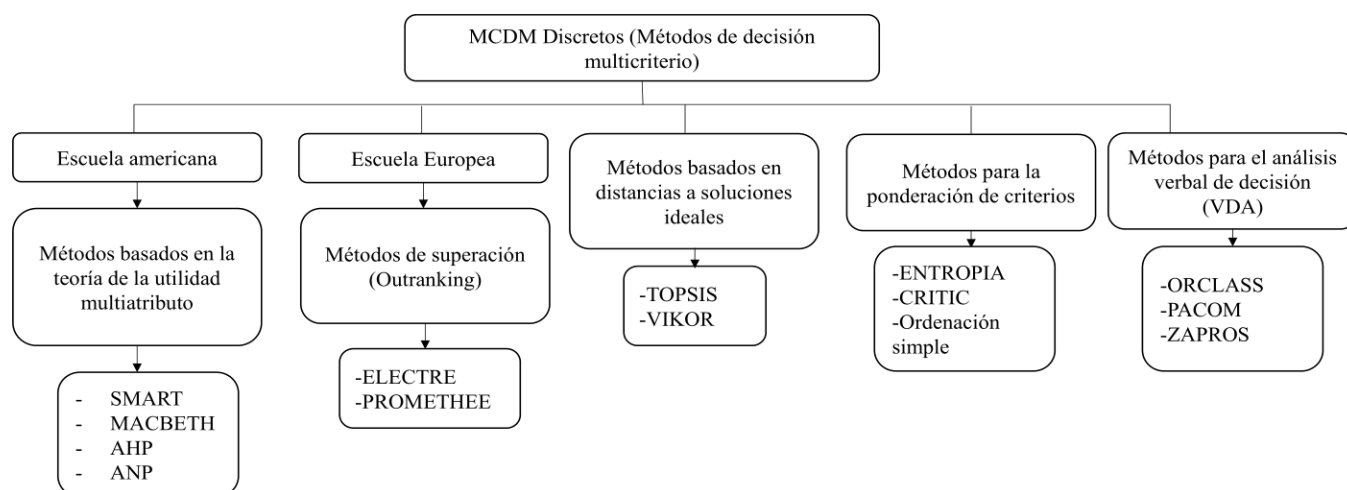 MCDM Discretos (Métodos de decisión
multicriterio)
Escuela americana
Métodos basados en la
teoría de la utilidad
multiatributo
-    SMART
-    MACBETH
-    AHP
-    ANP
Escuela Europea
Métodos de superación
(Outranking)
-ELECTRE
-PROMETHEE
Métodos basados en
distancias a soluciones
ideales
-TOPSIS
-VIKOR
Métodos para la
ponderación de criterios
-ENTROPIA
-CRITIC
-Ordenación
simple
Métodos para el análisis
verbal de decisión
(VDA)
-ORCLASS
-PACOM
-ZAPROS